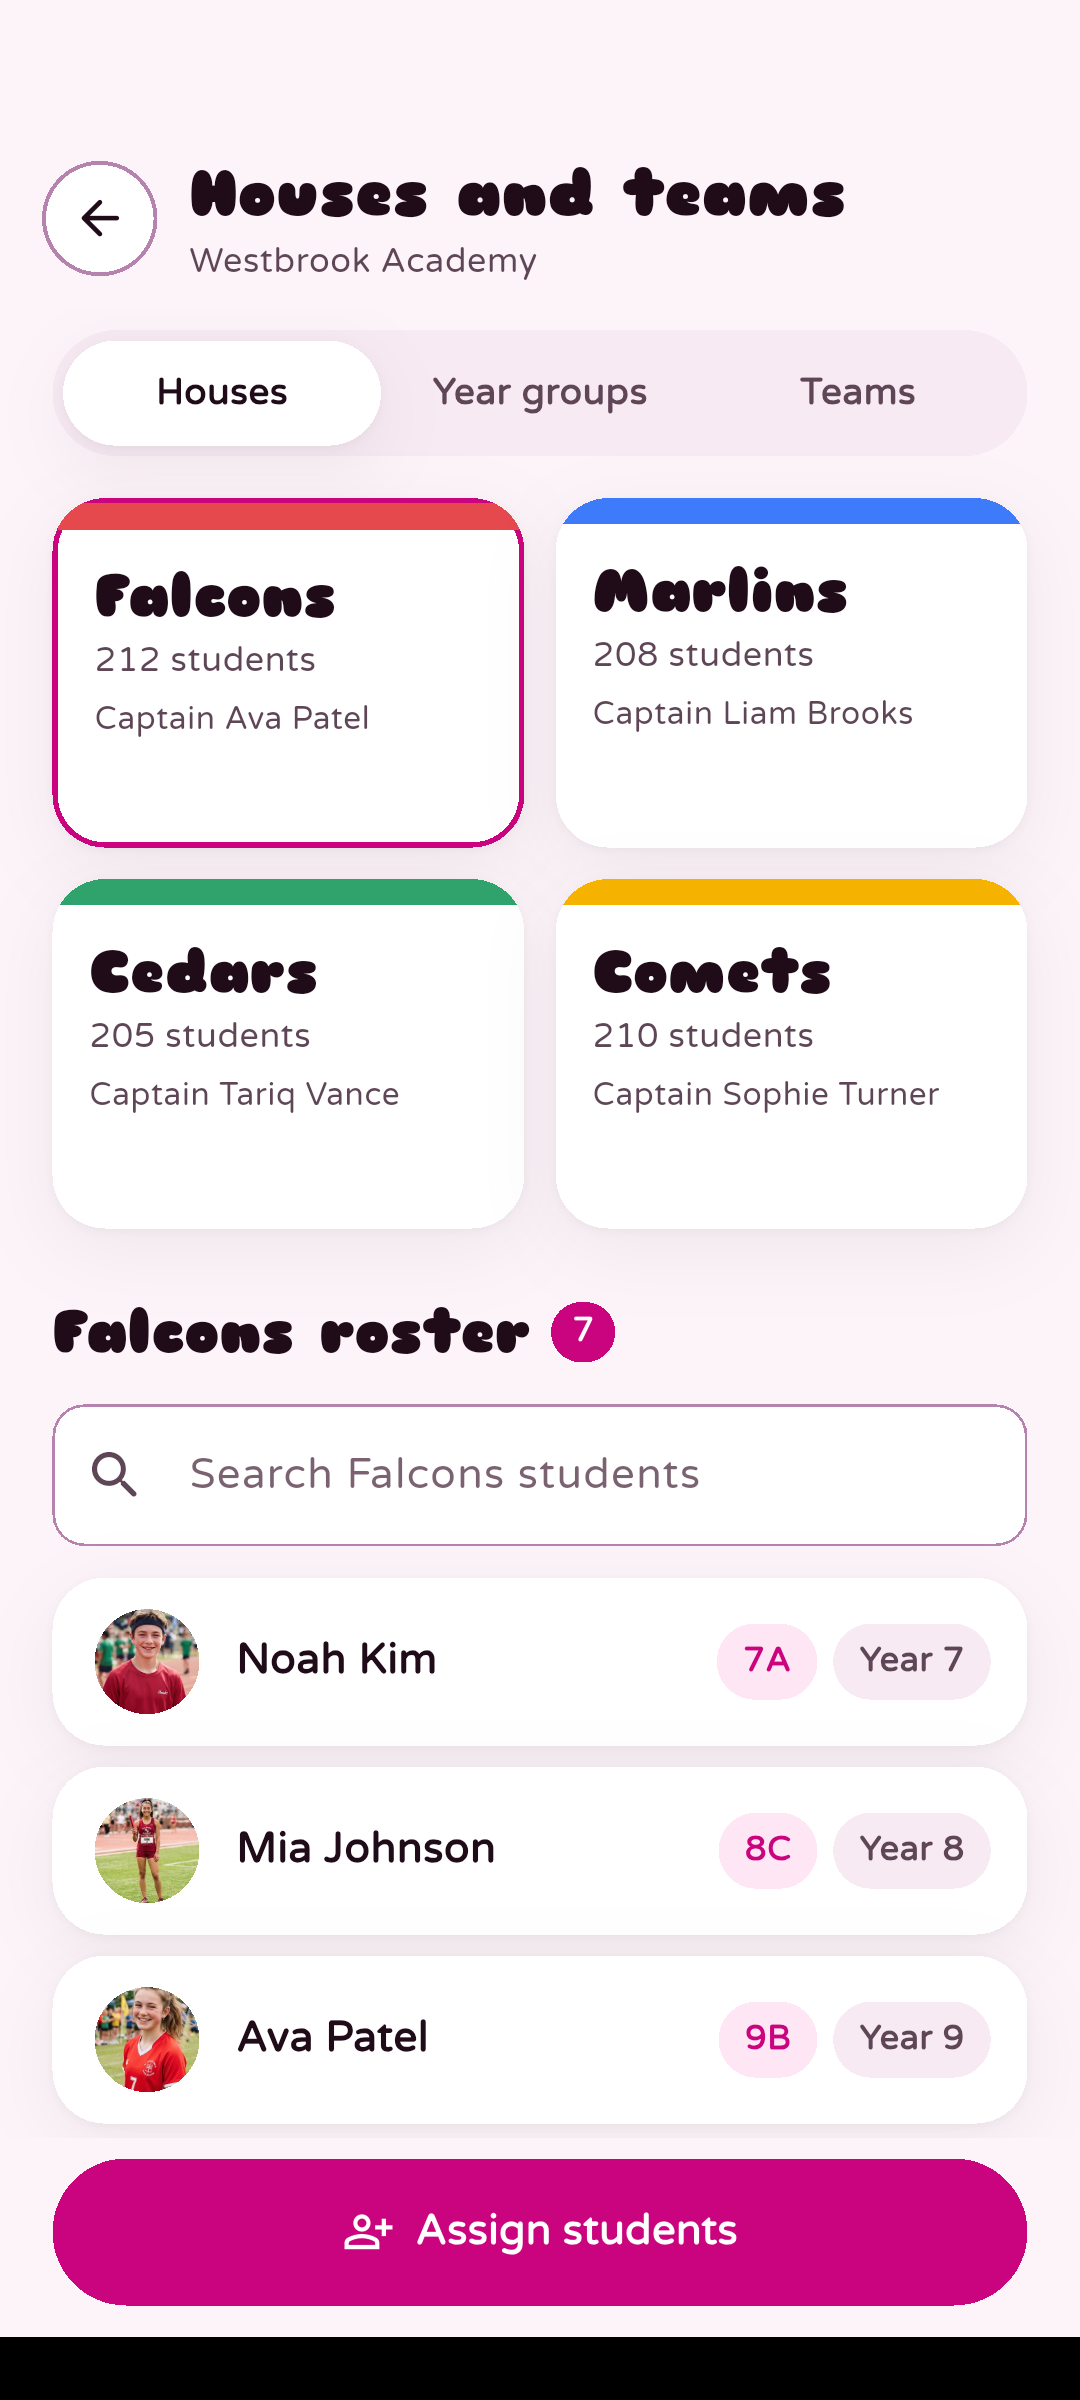 Houses and teams
Westbrook Academy
Houses
Year groups
Teams
Falcons
212 students
Captain Ava Patel
Marlins
208 students
Captain Liam Brooks
Cedars
205 students
Captain Tariq Vance
Comets
210 students
Captain Sophie Turner
Falcons roster 7
Search Falcons students
Noah Kim 7A Year 7
Mia Johnson 8C Year 8
Ava Patel 9B Year 9
Assign students